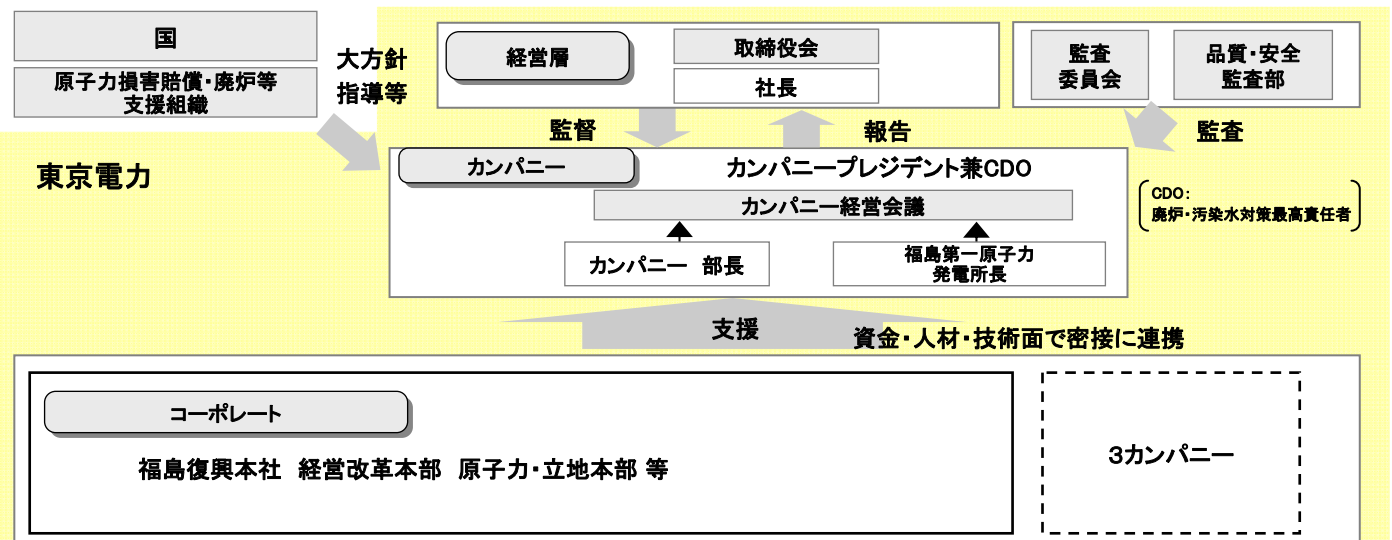 国
原子力損害賠償・廃炉等
支援組織
大方針
指導等
経営層
取締役会
社長
監査
委員会
品質・安全
監査部
監督
報告
監査
東京電力
カンパニー
カンパニープレジデント兼CDO
カンパニー経営会議
カンパニー 部長
福島第一原子力
発電所長
CDO：
廃炉・汚染水対策最高責任者
支援
資金・人材・技術面で密接に連携
コーポレート
福島復興本社 経営改革本部 原子力・立地本部 等
3カンパニー